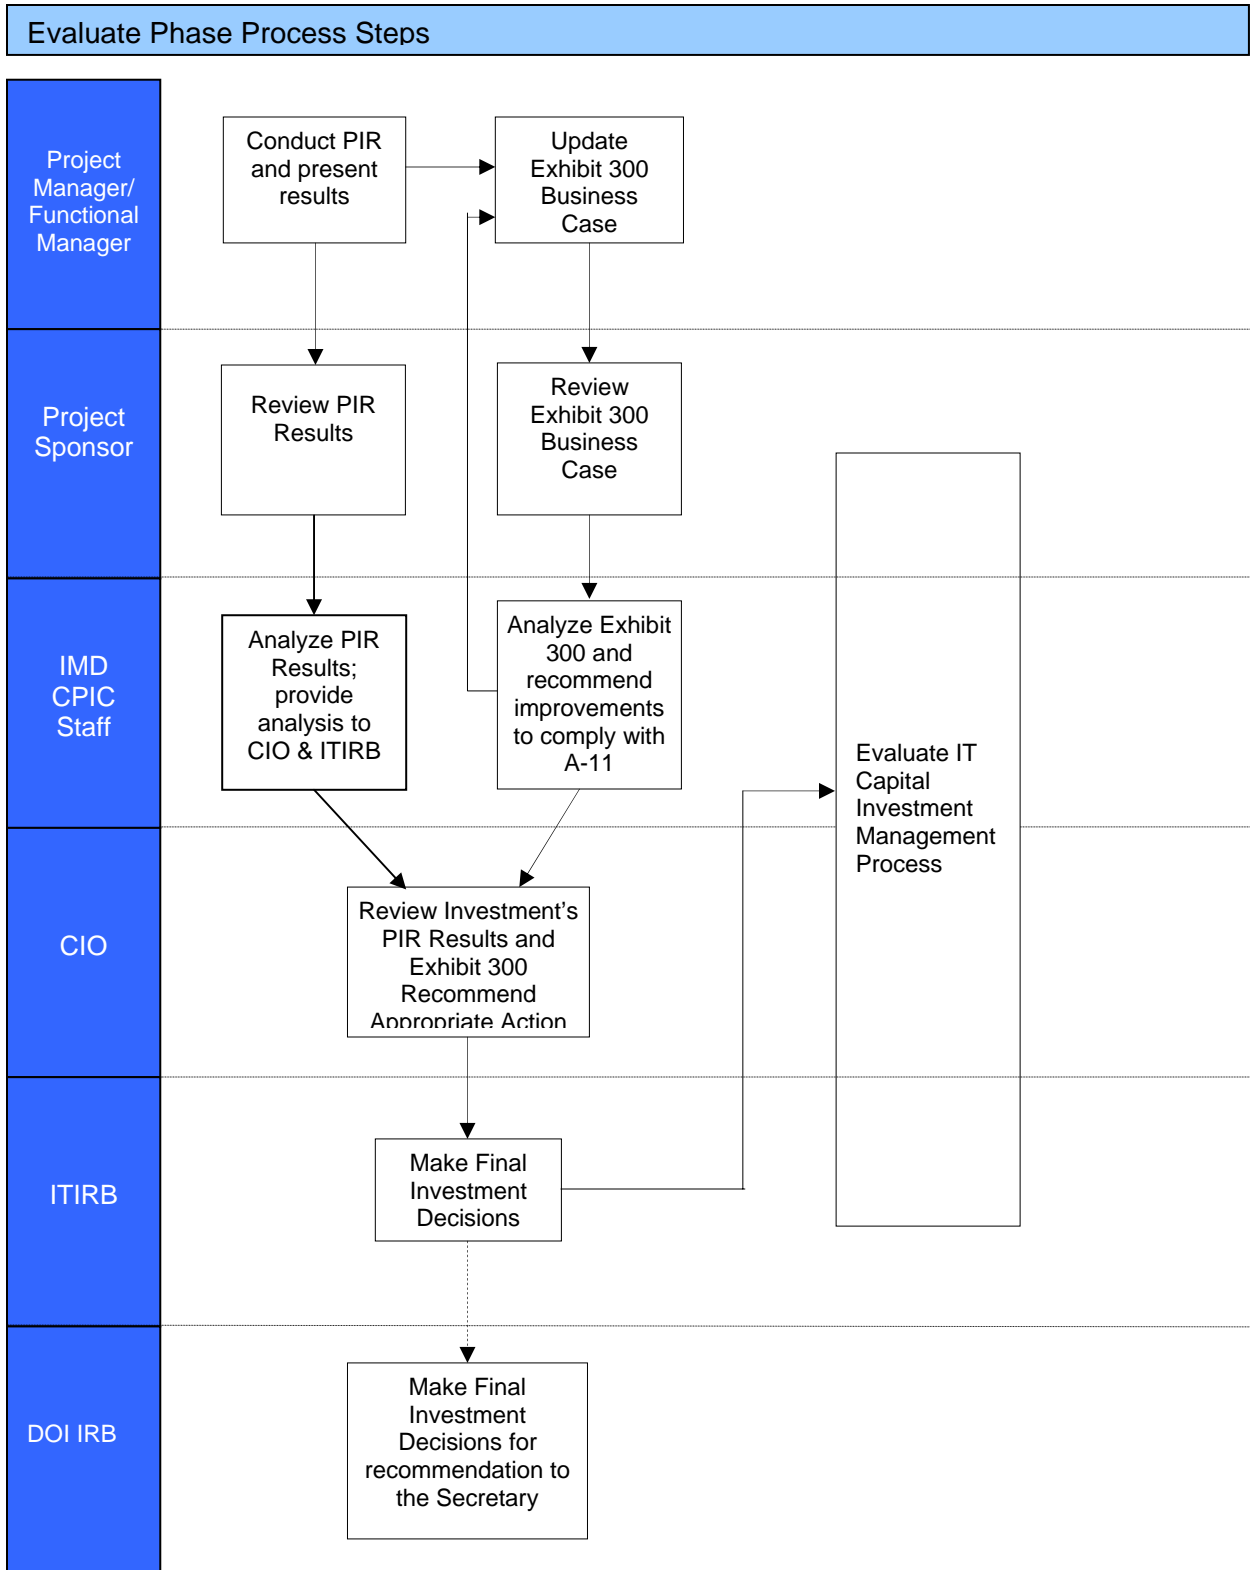 Evaluate Phase Process Steps
Project
Manager/
Functional
Manager
Conduct PIR
and present
results
Update
Exhibit 300
Business
Case
Project
Sponsor
Review PIR
Results
Review
Exhibit 300
Business
Case
IMD
CPIC
Staff
Analyze PIR
Results;
provide
analysis to
CIO & ITIRB
Analyze Exhibit
300 and
recommend
improvements
to comply with
A-11
Evaluate IT
Capital
Investment
Management
Process
CIO
Review Investment’s
PIR Results and
Exhibit 300
Recommend
Appropriate Action
ITIRB
Make Final
Investment
Decisions
DOI IRB
Make Final
Investment
Decisions for
recommendation to
the Secretary